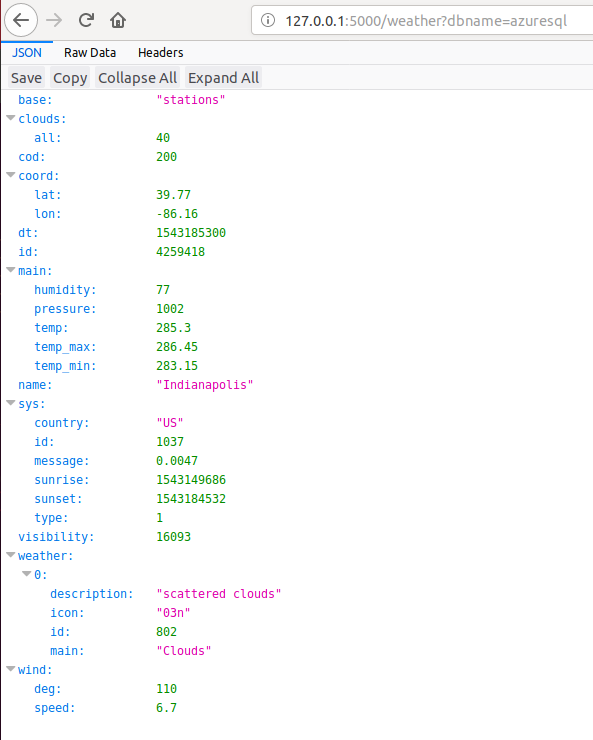 127.0.0.1:5000/weather?dbname=azuresql
JSON Raw Data Headers
Save Copy Collapse All Expand All
base: "stations"
clouds:
all: 40
cod: 200
coord:
lat: 39.77
lon: -86.16
dt: 1543185300
id: 4259418
main:
humidity: 77
pressure: 1002
temp: 285.3
temp_max: 286.45
temp_min: 283.15
name: "Indianapolis"
sys:
country: "US"
id: 1037
message: 0.0047
sunrise: 1543149686
sunset: 1543184532
type: 1
visibility: 16093
weather:
0:
description: "scattered clouds"
icon: "03n"
id: 802
main: "Clouds"
wind:
deg: 110
speed: 6.7